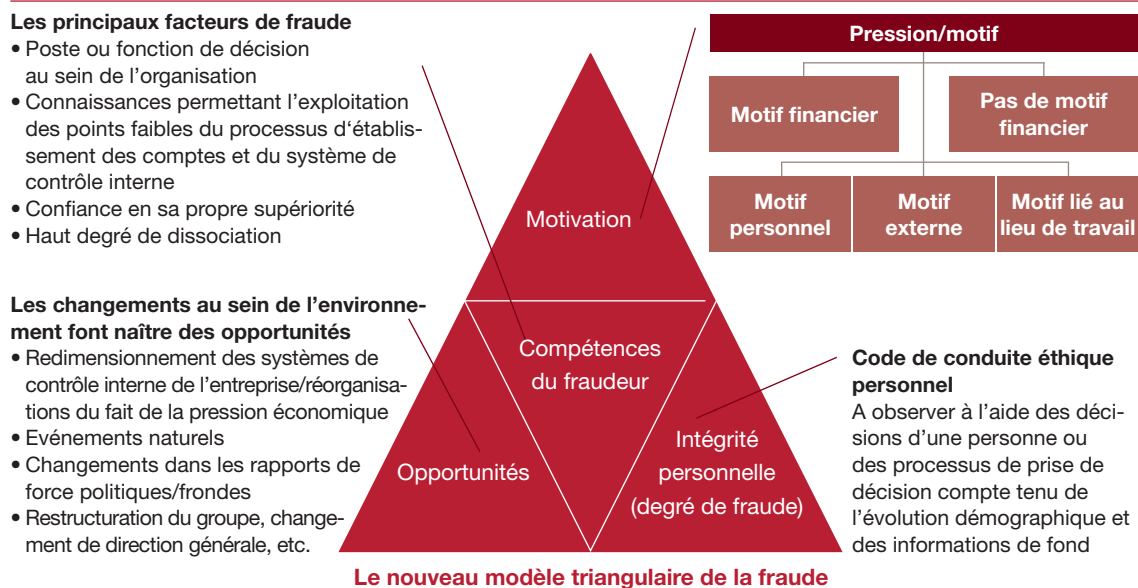 Les principaux facteurs de fraude
• Poste ou fonction de décision
au sein de l’organisation
• Connaissances permettant l’exploitation
des points faibles du processus d‘établis-
sement des comptes et du système de
contrôle interne
• Confiance en sa propre supériorité
• Haut degré de dissociation
Les changements au sein de l’environne-
ment font naître des opportunités
• Redimensionnement des systèmes de
contrôle interne de l’entreprise/réorganisa-
tions du fait de la pression économique
• Evénements naturels
• Changements dans les rapports de
force politiques/frondes
• Restructuration du groupe, change-
ment de direction générale, etc.
Motivation
Compétences
du fraudeur
Opportunités
Intégrité
personnelle
(degré de fraude)
Pression/motif
Motif financier
Pas de motif
financier
Motif
personnel
Motif
externe
Motif lié au
lieu de travail
Code de conduite éthique
personnel
A observer à l’aide des déci-
sions d’une personne ou
des processus de prise de
décision compte tenu de
l’évolution démographique et
des informations de fond
Le nouveau modèle triangulaire de la fraude